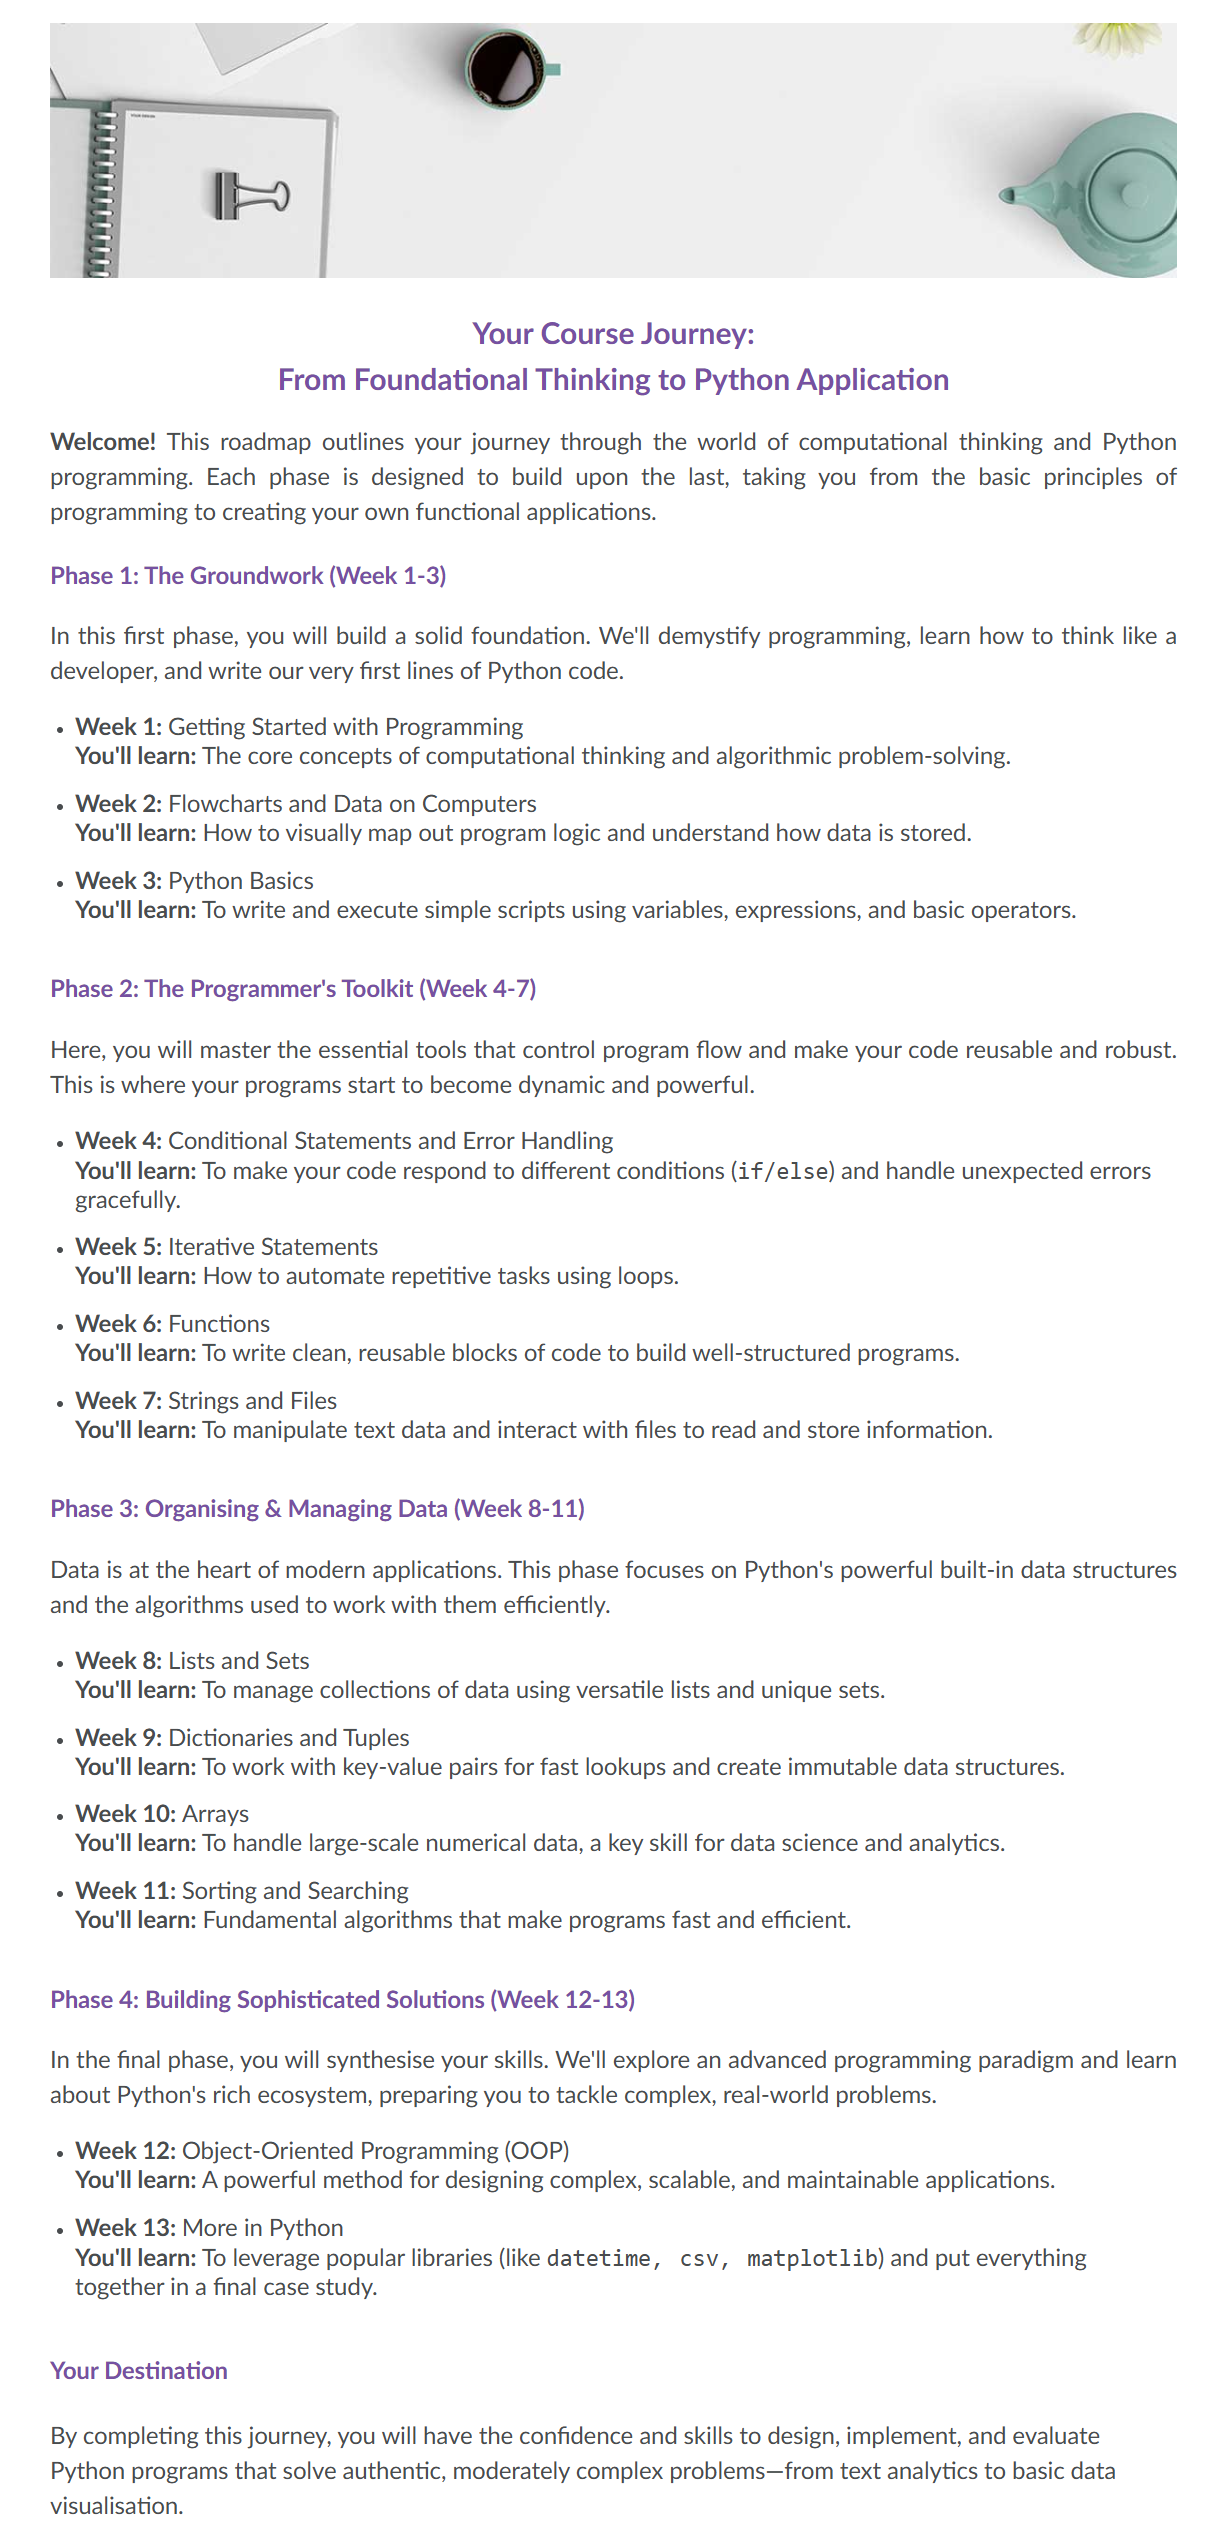 YOUR DESIGN
Your Course Journey:
From Foundational Thinking to Python Application
Welcome! This roadmap outlines your journey through the world of computational thinking and Python
programming. Each phase is designed to build upon the last, taking you from the basic principles of
programming to creating your own functional applications.
Phase 1: The Groundwork (Week 1-3)
In this first phase, you will build a solid foundation. We'll demystify programming, learn how to think like a
developer, and write our very first lines of Python code.
• Week 1: Getting Started with Programming
You'll learn: The core concepts of computational thinking and algorithmic problem-solving.
• Week 2: Flowcharts and Data on Computers
You'll learn: How to visually map out program logic and understand how data is stored.
• Week 3: Python Basics
You'll learn: To write and execute simple scripts using variables, expressions, and basic operators.
Phase 2: The Programmer's Toolkit (Week 4-7)
Here, you will master the essential tools that control program flow and make your code reusable and robust.
This is where your programs start to become dynamic and powerful.
• Week 4: Conditional Statements and Error Handling
You'll learn: To make your code respond to different conditions (if/else) and handle unexpected errors
gracefully.
• Week 5: Iterative Statements
You'll learn: How to automate repetitive tasks using loops.
• Week 6: Functions
You'll learn: To write clean, reusable blocks of code to build well-structured programs.
• Week 7: Strings and Files
You'll learn: To manipulate text data and interact with files to read and store information.
Phase 3: Organising & Managing Data (Week 8-11)
Data is at the heart of modern applications. This phase focuses on Python's powerful built-in data structures
and the algorithms used to work with them efficiently.
• Week 8: Lists and Sets
You'll learn: To manage collections of data using versatile lists and unique sets.
• Week 9: Dictionaries and Tuples
You'll learn: To work with key-value pairs for fast lookups and create immutable data structures.
• Week 10: Arrays
You'll learn: To handle large-scale numerical data, a key skill for data science and analytics.
• Week 11: Sorting and Searching
You'll learn: Fundamental algorithms that make programs fast and efficient.
Phase 4: Building Sophisticated Solutions (Week 12-13)
In the final phase, you will synthesise your skills. We'll explore an advanced programming paradigm and learn
about Python's rich ecosystem, preparing you to tackle complex, real-world problems.
• Week 12: Object-Oriented Programming (OOP)
You'll learn: A powerful method for designing complex, scalable, and maintainable applications.
• Week 13: More in Python
You'll learn: To leverage popular libraries (like datetime, csv, matplotlib) and put everything
together in a final case study.
Your Destination
By completing this journey, you will have the confidence and skills to design, implement, and evaluate
Python programs that solve authentic, moderately complex problems—from text analytics to basic data
visualisation.